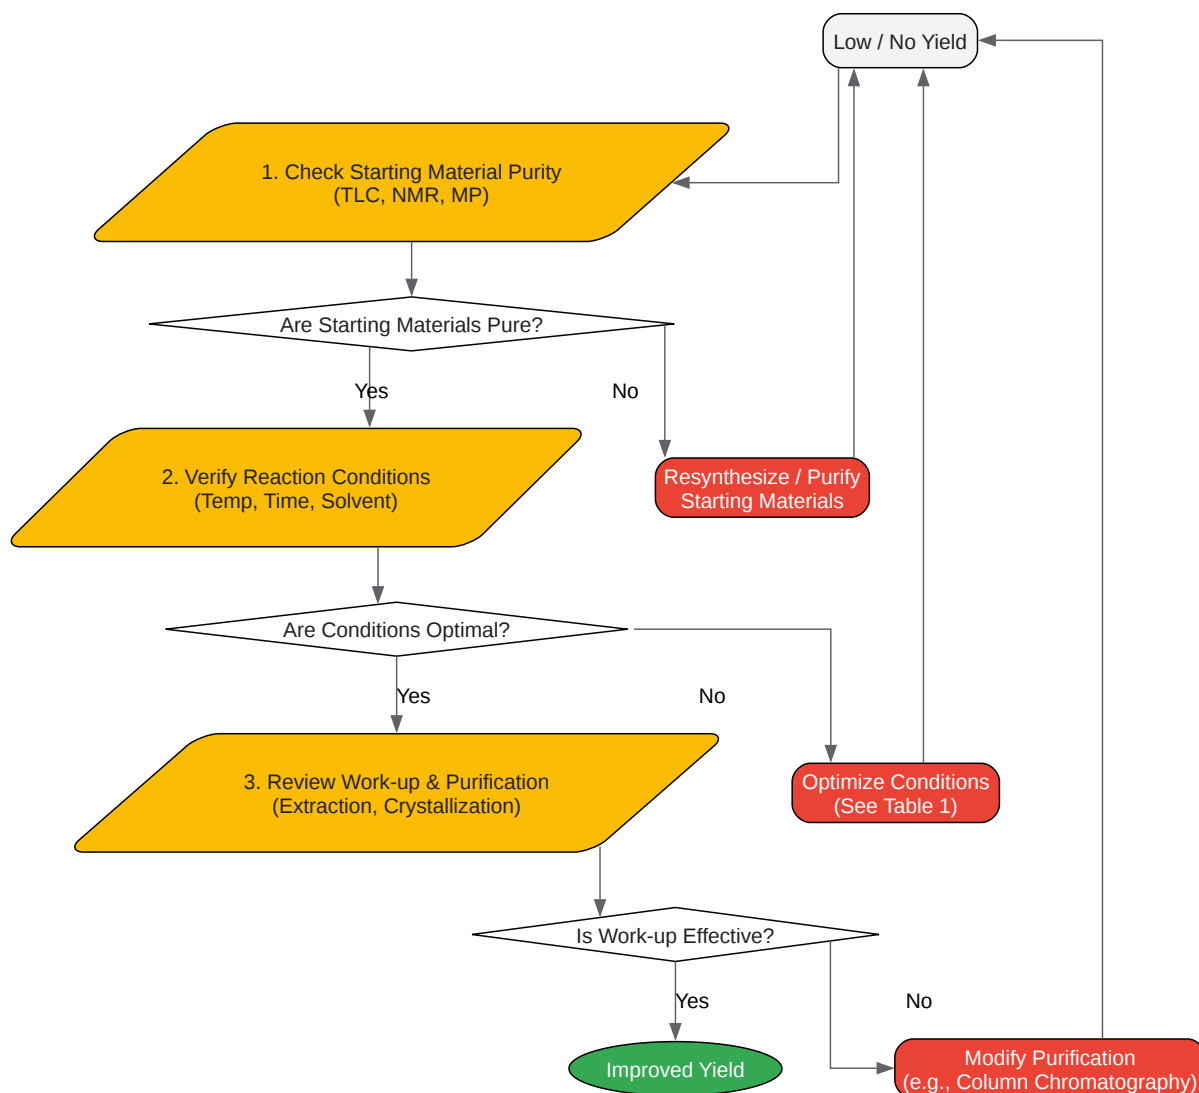 Low / No Yield
1. Check Starting Material Purity
(TLC, NMR, MP)
Are Starting Materials Pure?
Yes
No
2. Verify Reaction Conditions
(Temp, Time, Solvent)
Resynthesize / Purify
Starting Materials
Are Conditions Optimal?
Yes
No
3. Review Work-up & Purification
(Extraction, Crystallization)
Optimize Conditions
(See Table 1)
Is Work-up Effective?
Yes
No
Improved Yield
Modify Purification
(e.g., Column Chromatography)